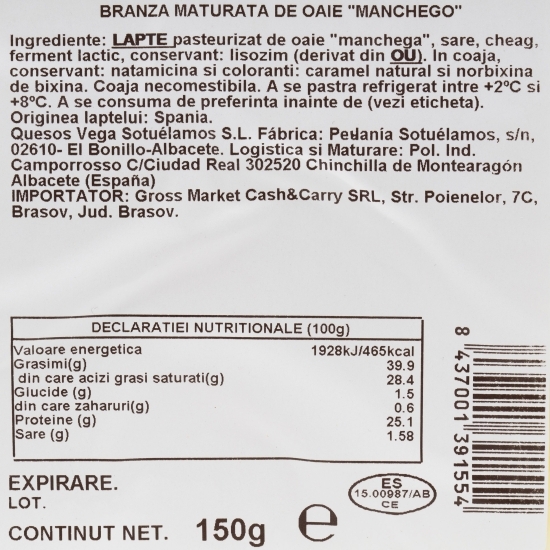 BRANZA MATURATA DE OAIE "MANCHEGO"
Ingrediente: LAPTE pasteurizat de oaie "manchega", sare, cheag,
ferment lactic, conservant: lisozim (derivat din OU). In coaja,
conservant: natamicina si coloranti: caramel natural si norbixina
de bixina. Coaja necomestibila. A se pastra refrigerat intre +2ºC si
+8ºC. A se consuma de preferinta inainte de (vezi eticheta).
Originea laptelui: Spania.
Quesos Vega Sotuélamos S.L. Fábrica: Pedanía Sotuélamos, s/n,
02610- El Bonillo-Albacete. Logistica si Maturare: Pol. Ind.
Camporrosso C/Ciudad Real 302520 Chinchilla de Montearagón
Albacete (España)
IMPORTATOR: Gross Market Cash&Carry SRL, Str. Poienelor, 7C,
Brasov, Jud. Brasov.
DECLARATIEI NUTRITIONALE (100g)
Valoare energetica 1928kJ/465kcal
Grasimi(g) 39.9
din care acizi grasi saturati(g) 28.4
Glucide (g) 1.5
din care zaharuri(g) 0.6
Proteine (g) 25.1
Sare (g) 1.58
8 437001 391554
EXPIRARE.
LOT.
CONTINUT NET. 150g e
ES
15.00987/AB
CE